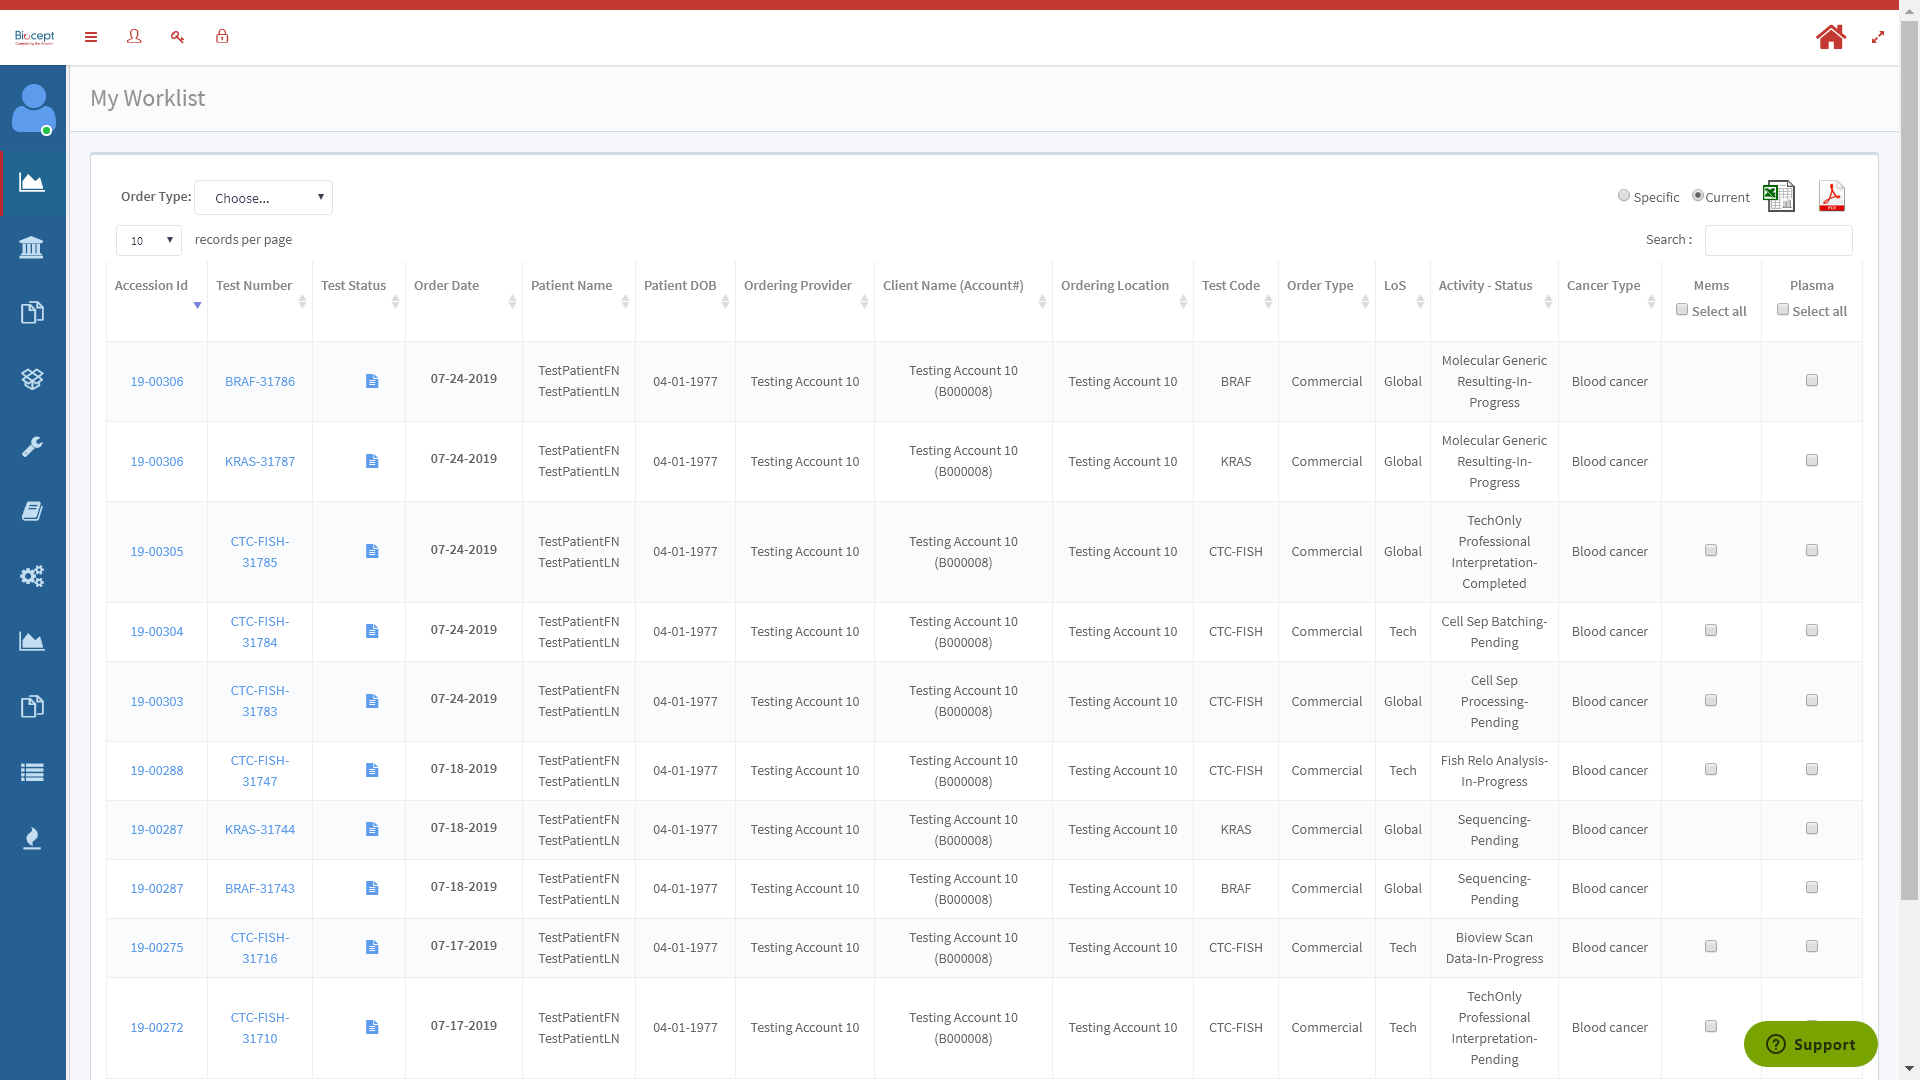 Biocept
My Worklist
Order Type: Choose...
Specific Current
10 records per page Search :
Accession Id Test Number Test Status Order Date Patient Name Patient DOB Ordering Provider Client Name (Account#) Ordering Location Test Code Order Type LoS Activity - Status Cancer Type Mems Plasma
Select all Select all
19-00306 BRAF-31786 07-24-2019 TestPatientFN TestPatientLN 04-01-1977 Testing Account 10 Testing Account 10 (B000008) Testing Account 10 BRAF Commercial Global Molecular Generic Resulting-In-Progress Blood cancer
19-00306 KRAS-31787 07-24-2019 TestPatientFN TestPatientLN 04-01-1977 Testing Account 10 Testing Account 10 (B000008) Testing Account 10 KRAS Commercial Global Molecular Generic Resulting-In-Progress Blood cancer
19-00305 CTC-FISH-31785 07-24-2019 TestPatientFN TestPatientLN 04-01-1977 Testing Account 10 Testing Account 10 (B000008) Testing Account 10 CTC-FISH Commercial Global TechOnly Professional Interpretation-Completed Blood cancer
19-00304 CTC-FISH-31784 07-24-2019 TestPatientFN TestPatientLN 04-01-1977 Testing Account 10 Testing Account 10 (B000008) Testing Account 10 CTC-FISH Commercial Tech Cell Sep Batching-Pending Blood cancer
19-00303 CTC-FISH-31783 07-24-2019 TestPatientFN TestPatientLN 04-01-1977 Testing Account 10 Testing Account 10 (B000008) Testing Account 10 CTC-FISH Commercial Global Cell Sep Processing-Pending Blood cancer
19-00288 CTC-FISH-31747 07-18-2019 TestPatientFN TestPatientLN 04-01-1977 Testing Account 10 Testing Account 10 (B000008) Testing Account 10 CTC-FISH Commercial Tech Fish Relo Analysis-In-Progress Blood cancer
19-00287 KRAS-31744 07-18-2019 TestPatientFN TestPatientLN 04-01-1977 Testing Account 10 Testing Account 10 (B000008) Testing Account 10 KRAS Commercial Global Sequencing-Pending Blood cancer
19-00287 BRAF-31743 07-18-2019 TestPatientFN TestPatientLN 04-01-1977 Testing Account 10 Testing Account 10 (B000008) Testing Account 10 BRAF Commercial Global Sequencing-Pending Blood cancer
19-00275 CTC-FISH-31716 07-17-2019 TestPatientFN TestPatientLN 04-01-1977 Testing Account 10 Testing Account 10 (B000008) Testing Account 10 CTC-FISH Commercial Tech Bioview Scan Data-In-Progress Blood cancer
19-00272 CTC-FISH-31710 07-17-2019 TestPatientFN TestPatientLN 04-01-1977 Testing Account 10 Testing Account 10 (B000008) Testing Account 10 CTC-FISH Commercial Tech TechOnly Professional Interpretation-Pending Blood cancer
Support